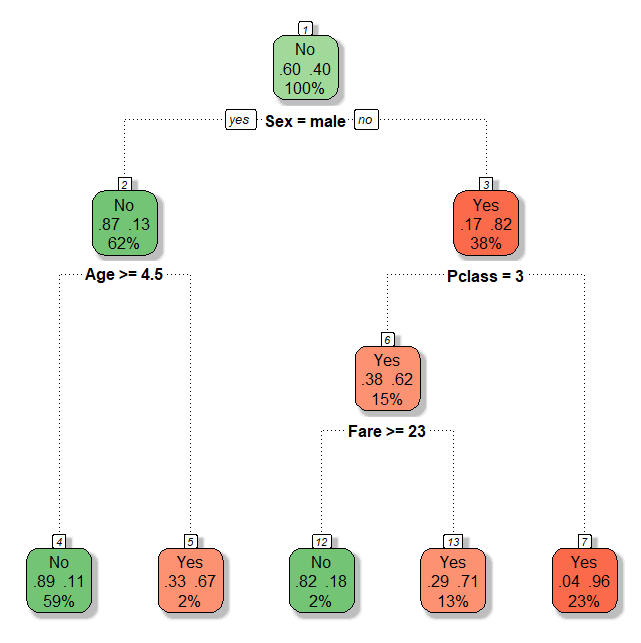 1
No
.60 .40
100%
yes Sex = male no
2
No
.87 .13
62%
3
Yes
.17 .82
38%
Age >= 4.5
Pclass = 3
6
Yes
.38 .62
15%
Fare >= 23
4
No
.89 .11
59%
5
Yes
.33 .67
2%
12
No
.82 .18
2%
13
Yes
.29 .71
13%
7
Yes
.04 .96
23%